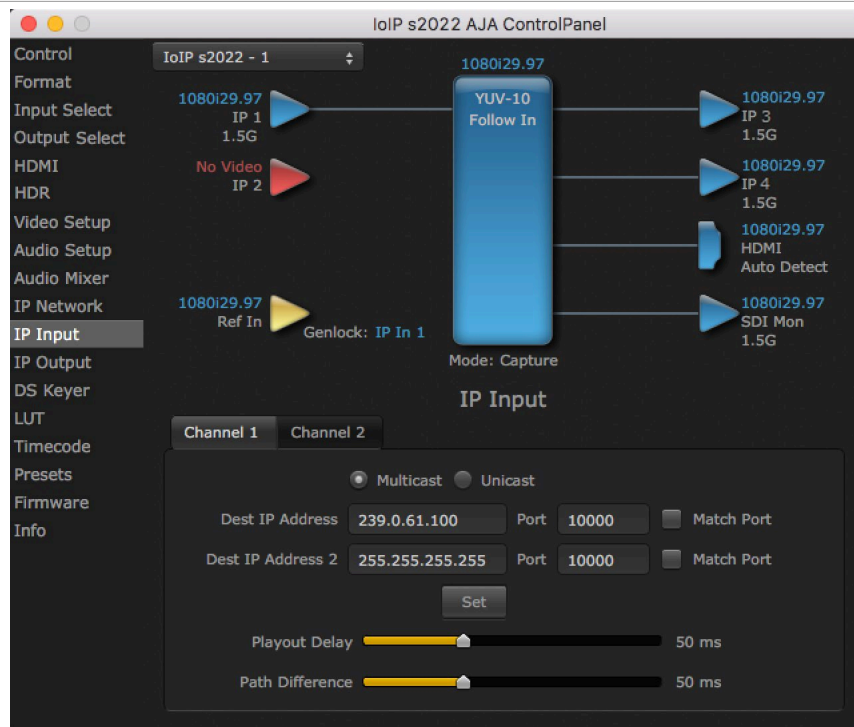 IoIP s2022 AJA ControlPanel
Control
Format
Input Select
Output Select
HDMI
HDR
Video Setup
Audio Setup
Audio Mixer
IP Network
IP Input
IP Output
DS Keyer
LUT
Timecode
Presets
Firmware
Info
IoIP s2022 - 1
1080i29.97
IP 1
1.5G
No Video
IP 2
1080i29.97
Ref In
Genlock: IP In 1
1080i29.97
YUV-10
Follow In
Mode: Capture
1080i29.97
IP 3
1.5G
1080i29.97
IP 4
1.5G
1080i29.97
HDMI
Auto Detect
1080i29.97
SDI Mon
1.5G
IP Input
Channel 1 Channel 2
Multicast Unicast
Dest IP Address 239.0.61.100 Port 10000 Match Port
Dest IP Address 2 255.255.255.255 Port 10000 Match Port
Set
Playout Delay 50 ms
Path Difference 50 ms